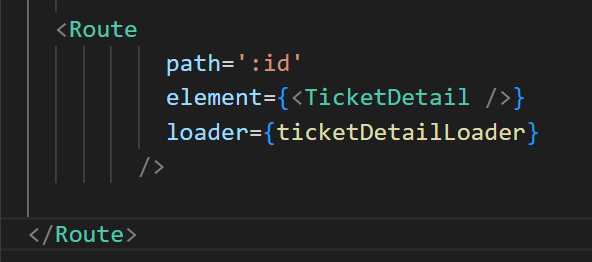 <Route
path=':id'
element={<TicketDetail />}
loader={ticketDetailLoader}
/>
</Route>